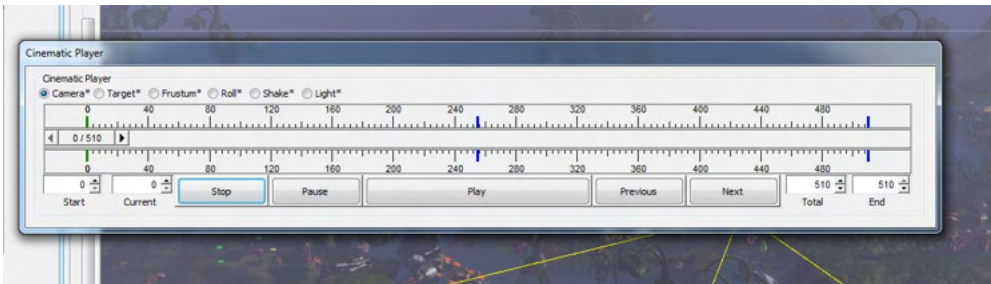 Cinematic Player
Cinematic Player
Camera* Target* Frustum* Roll* Shake* Light*
0 40 80 120 160 200 240 280 320 360 400 440 480
0 / 510
0 40 80 120 160 200 240 280 320 360 400 440 480
0 0 Stop Pause Play Previous Next 510 510
Start Current Total End